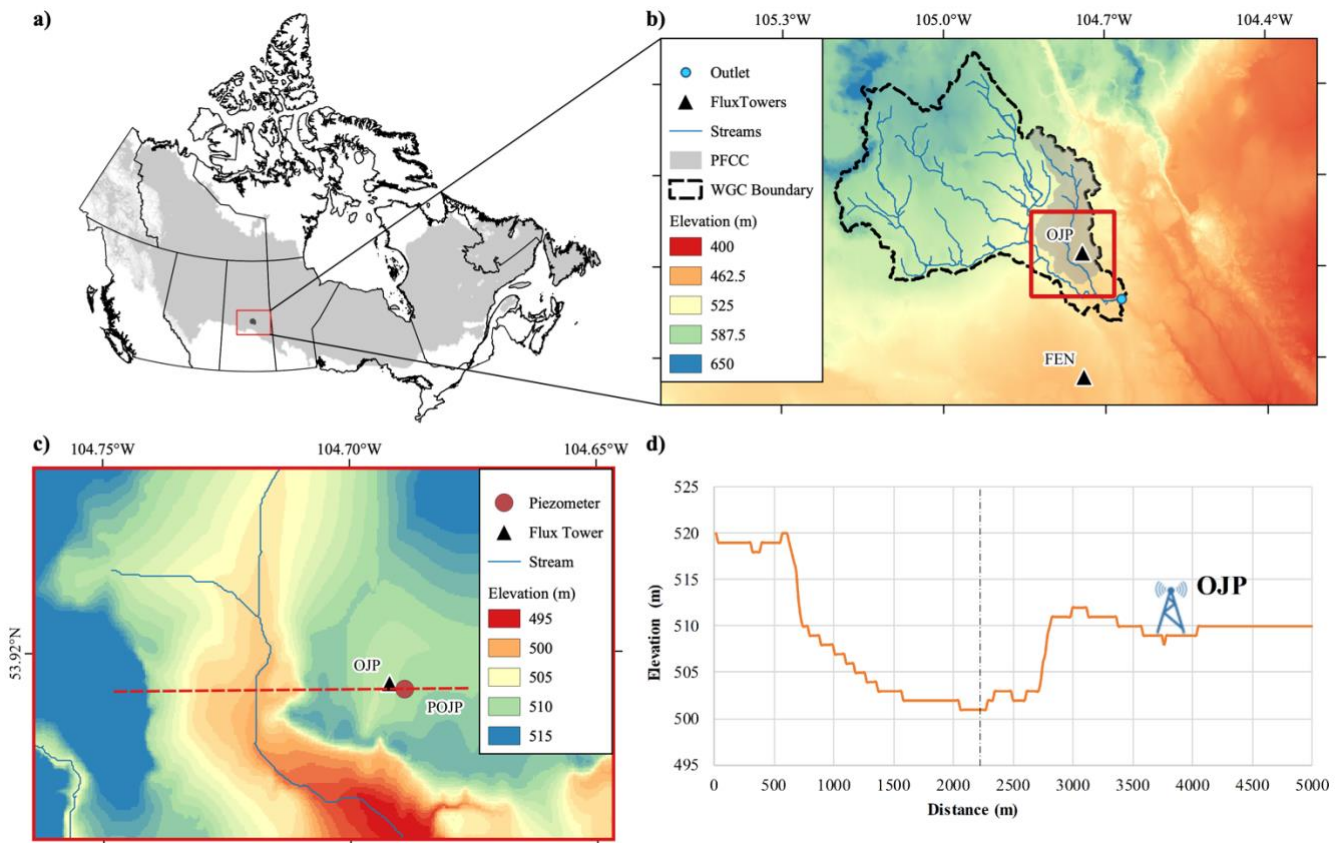 a)
b)
105.3°W
105.0°W
104.7°W
104.4°W
Outlet
FluxTowers
Streams
PFCC
WGC Boundary
Elevation (m)
400
462.5
525
587.5
650
OJP
FEN
c)
104.75°W
104.70°W
104.65°W
53.92°N
Piezometer
Flux Tower
Stream
Elevation (m)
495
500
505
510
515
OJP
POJP
d)
Elevation (m)
525
520
515
510
505
500
495
OJP
0
500
1000
1500
2000
2500
3000
3500
4000
4500
5000
Distance (m)